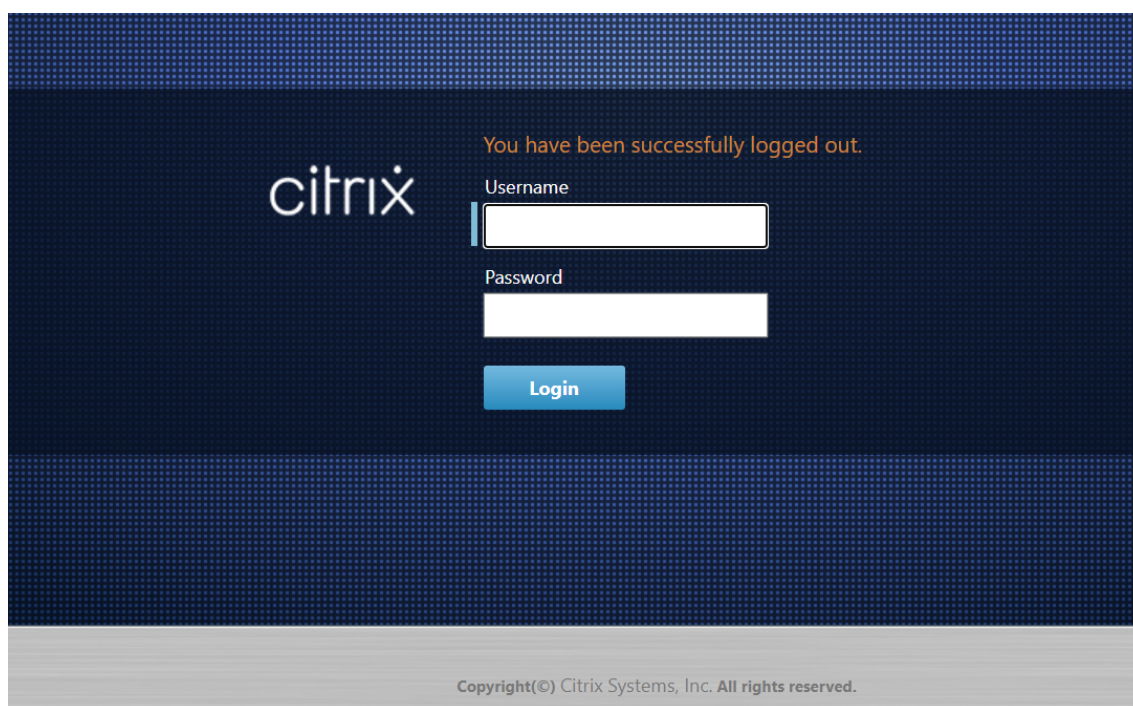 You have been successfully logged out.
citrix
Username
Password
Login
Copyright(©) Citrix Systems, Inc. All rights reserved.